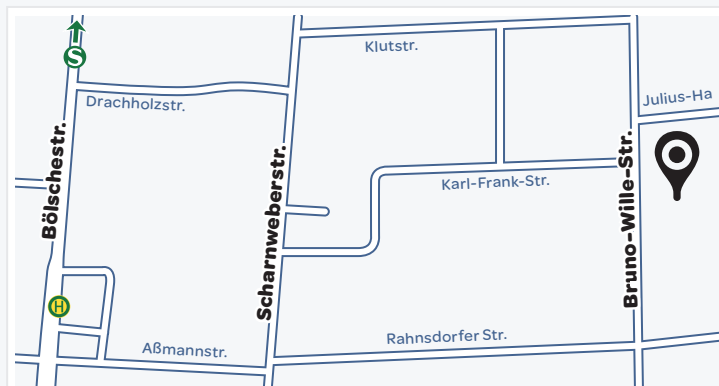 S
Klutstr.
Drachholzstr.
Julius-Ha
Bölschestr.
Scharnweberstr.
Bruno-Wille-Str.
Karl-Frank-Str.
H
Aßmannstr.
Rahnsdorfer Str.